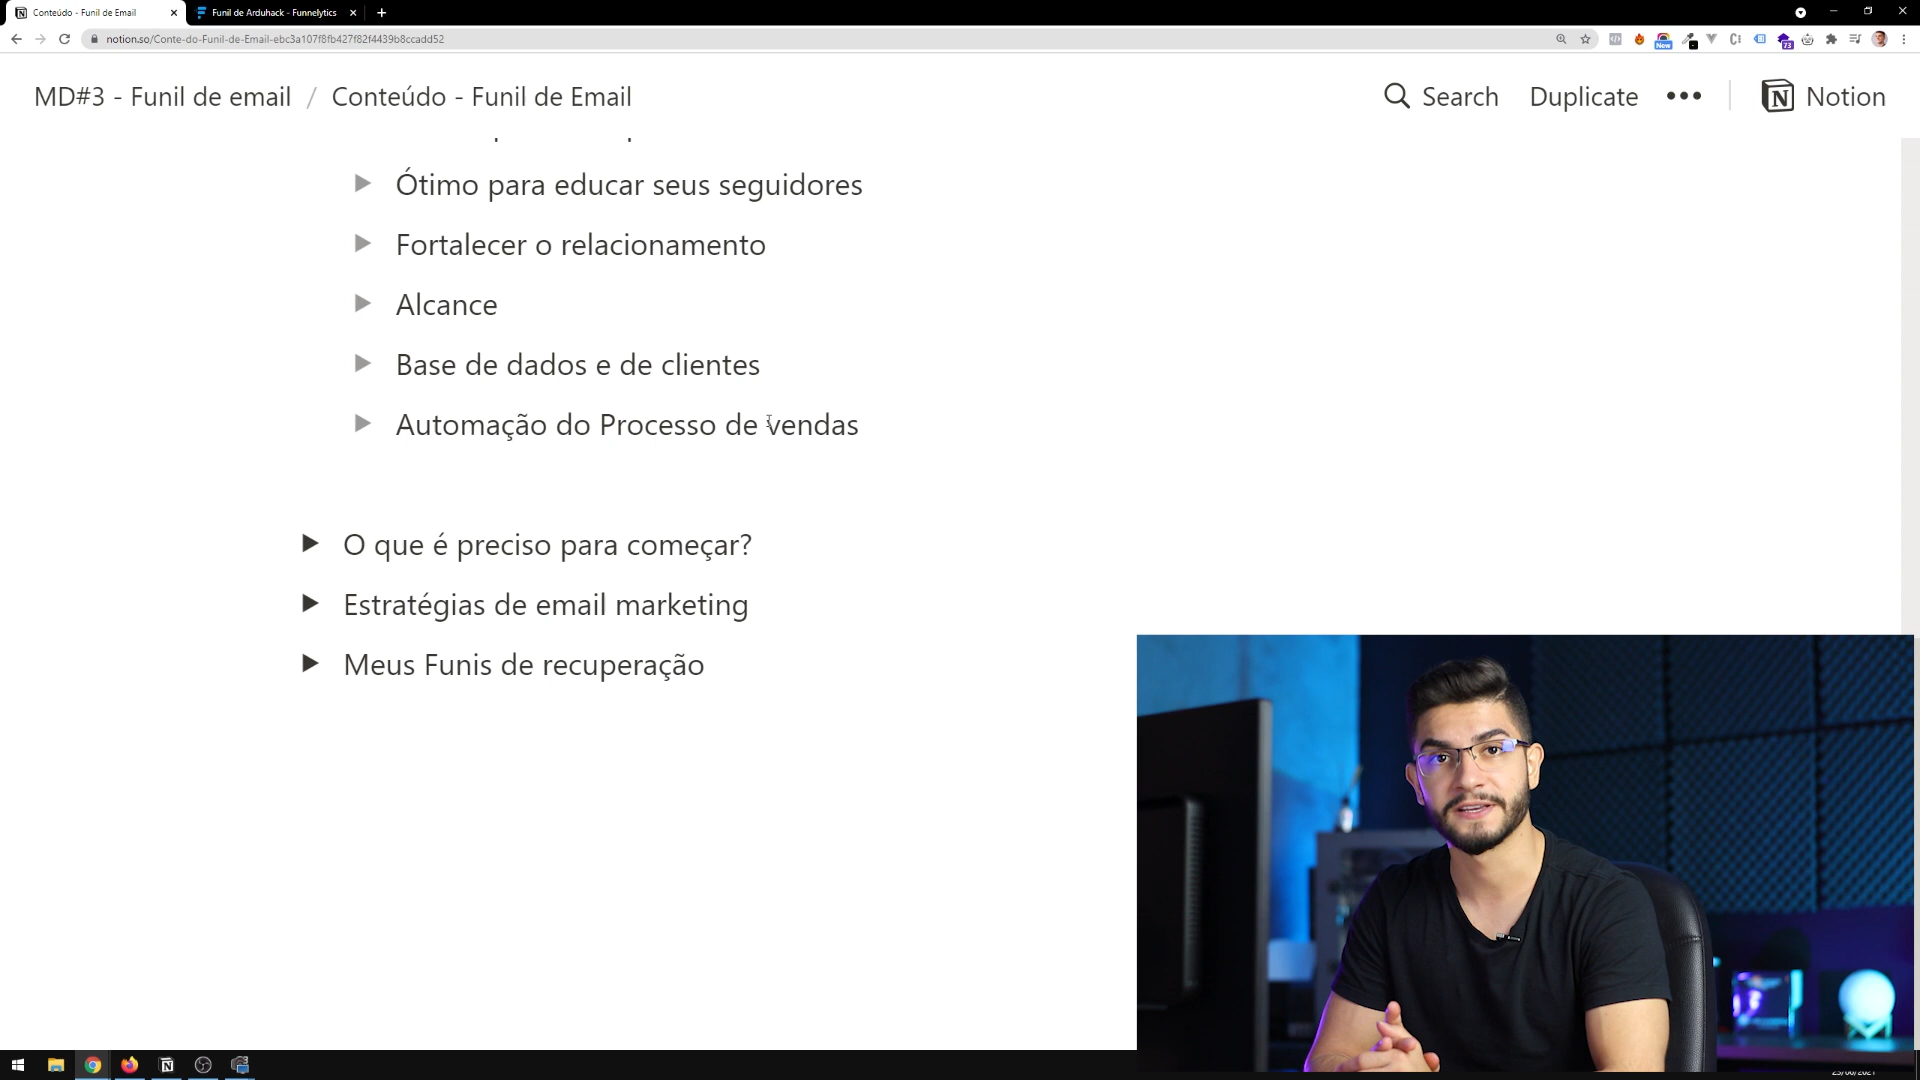 Conteúdo - Funil de Email
Funil de Arduhack - Funnelytics
notion.so/Conte-do-Funil-de-Email-ebc3a107f8fb427f82f4439b8ccadd52
New
73
MD#3 - Funil de email / Conteúdo - Funil de Email
Search
Duplicate
Notion
Ótimo para educar seus seguidores
Fortalecer o relacionamento
Alcance
Base de dados e de clientes
Automação do Processo de vendas
O que é preciso para começar?
Estratégias de email marketing
Meus Funis de recuperação